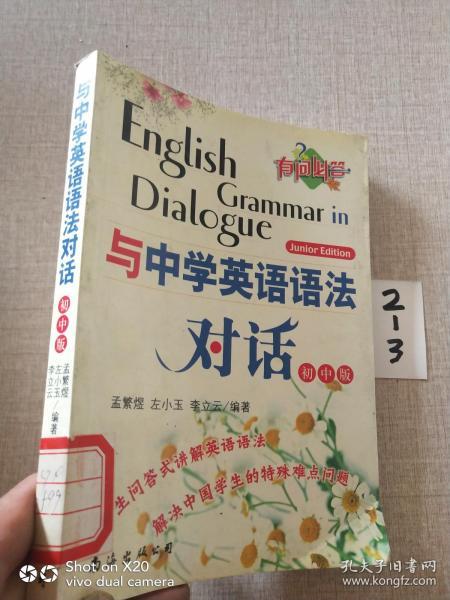 与中学英语语法对话
初中版
孟繁煜
左小玉
李立云
编著
English
Grammar in
Dialogue
有问必答
Junior Edition
与中学英语语法
对话
初中版
孟繁煜 左小玉 李立云/编著
生问答式讲解英语语法
解决中国学生的特殊难点问题
出版公司
2-3
Shot on X20
vivo dual camera
孔夫子旧书网
www.kongfz.com